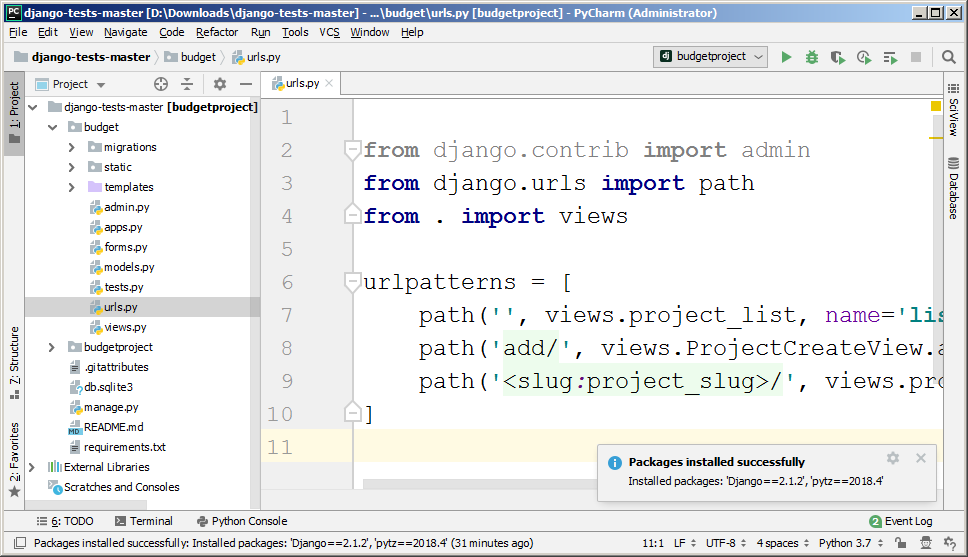 PC django-tests-master [D:\Downloads\django-tests-master] - ...\budget\urls.py [budgetproject] - PyCharm (Administrator)
File Edit View Navigate Code Refactor Run Tools VCS Window Help
django-tests-master budget urls.py dj budgetproject
1: Project
7: Structure
2: Favorites
Project
django-tests-master [budgetproject]
budget
migrations
static
templates
admin.py
apps.py
forms.py
models.py
tests.py
urls.py
views.py
budgetproject
.gitattributes
db.sqlite3
manage.py
MD README.md
requirements.txt
External Libraries
Scratches and Consoles
urls.py
1
2 from django.contrib import admin
3 from django.urls import path
4 from . import views
5
6 urlpatterns = [
7 path('', views.project_list, name='lis
8 path('add/', views.ProjectCreateView.a
9 path('<slug:project_slug>/', views.pro
10 ]
11
SciView
Database
Packages installed successfully
Installed packages: 'Django==2.1.2', 'pytz==2018.4'
6: TODO Terminal Python Console 2 Event Log
Packages installed successfully: Installed packages: 'Django==2.1.2', 'pytz==2018.4' (31 minutes ago) 11:1 LF UTF-8 4 spaces Python 3.7